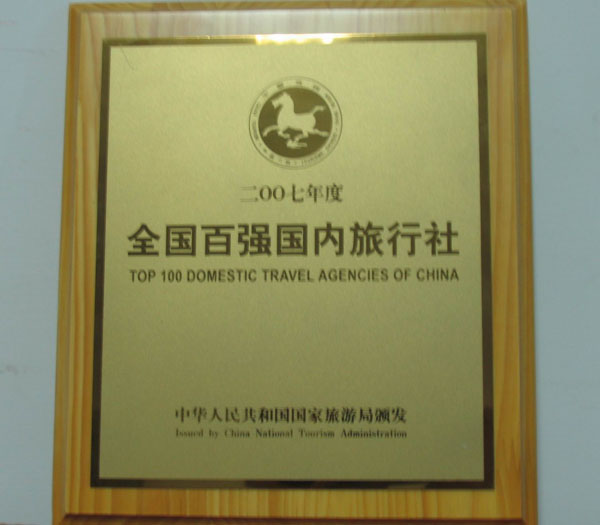 二OO七年度
全国百强国内旅行社
TOP 100 DOMESTIC TRAVEL AGENCIES OF CHINA
中华人民共和国国家旅游局颁发
Issued by China National Tourism Administration